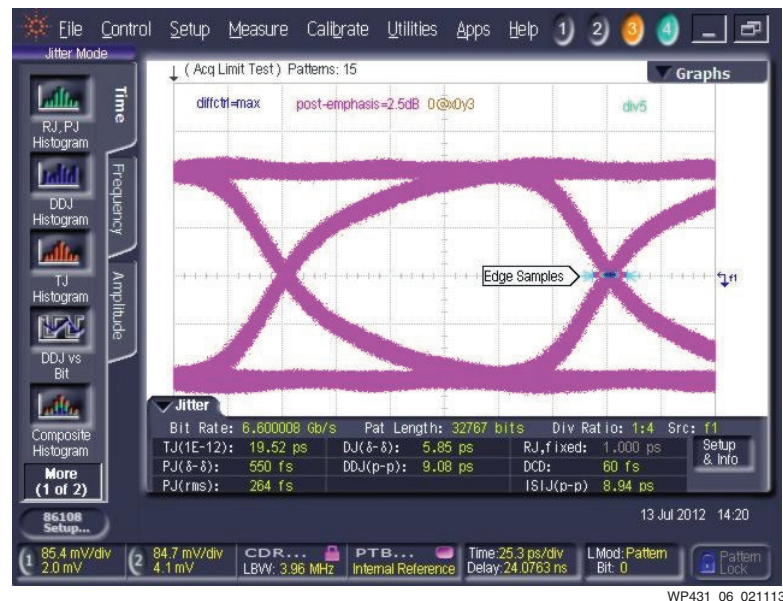 File Control Setup Measure Calibrate Utilities Apps Help 1 2 3 4
Jitter Mode
( Acq Limit Test ) Patterns: 15
Graphs
diffctrl=max post-emphasis=2.5dB 0@x0y3 div5
Time
Frequency
Amplitude
RJ, PJ
Histogram
DDJ
Histogram
TJ
Histogram
DDJ vs
Bit
Composite
Histogram
More
(1 of 2)
Edge Samples
f1
Jitter
Bit Rate: 6.600008 Gb/s Pat Length: 32767 bits Div Ratio: 1:4 Src: f1
TJ(1E-12): 19.52 ps DJ(δ-δ): 5.85 ps RJ,fixed: 1.000 ps
PJ(δ-δ): 550 fs DDJ(p-p): 9.08 ps DCD: 60 fs
PJ(rms): 264 fs ISIJ(p-p) 8.94 ps
Setup
& Info
86108
Setup...
13 Jul 2012 14:20
1 85.4 mV/div
2.0 mV
2 84.7 mV/div
4.1 mV
CDR...
LBW: 3.96 MHz
PTB...
Internal Reference
Time:25.3 ps/div
Delay:24.0763 ns
LMod: Pattern
Bit: 0
Pattern
Lock
WP431_06_021113